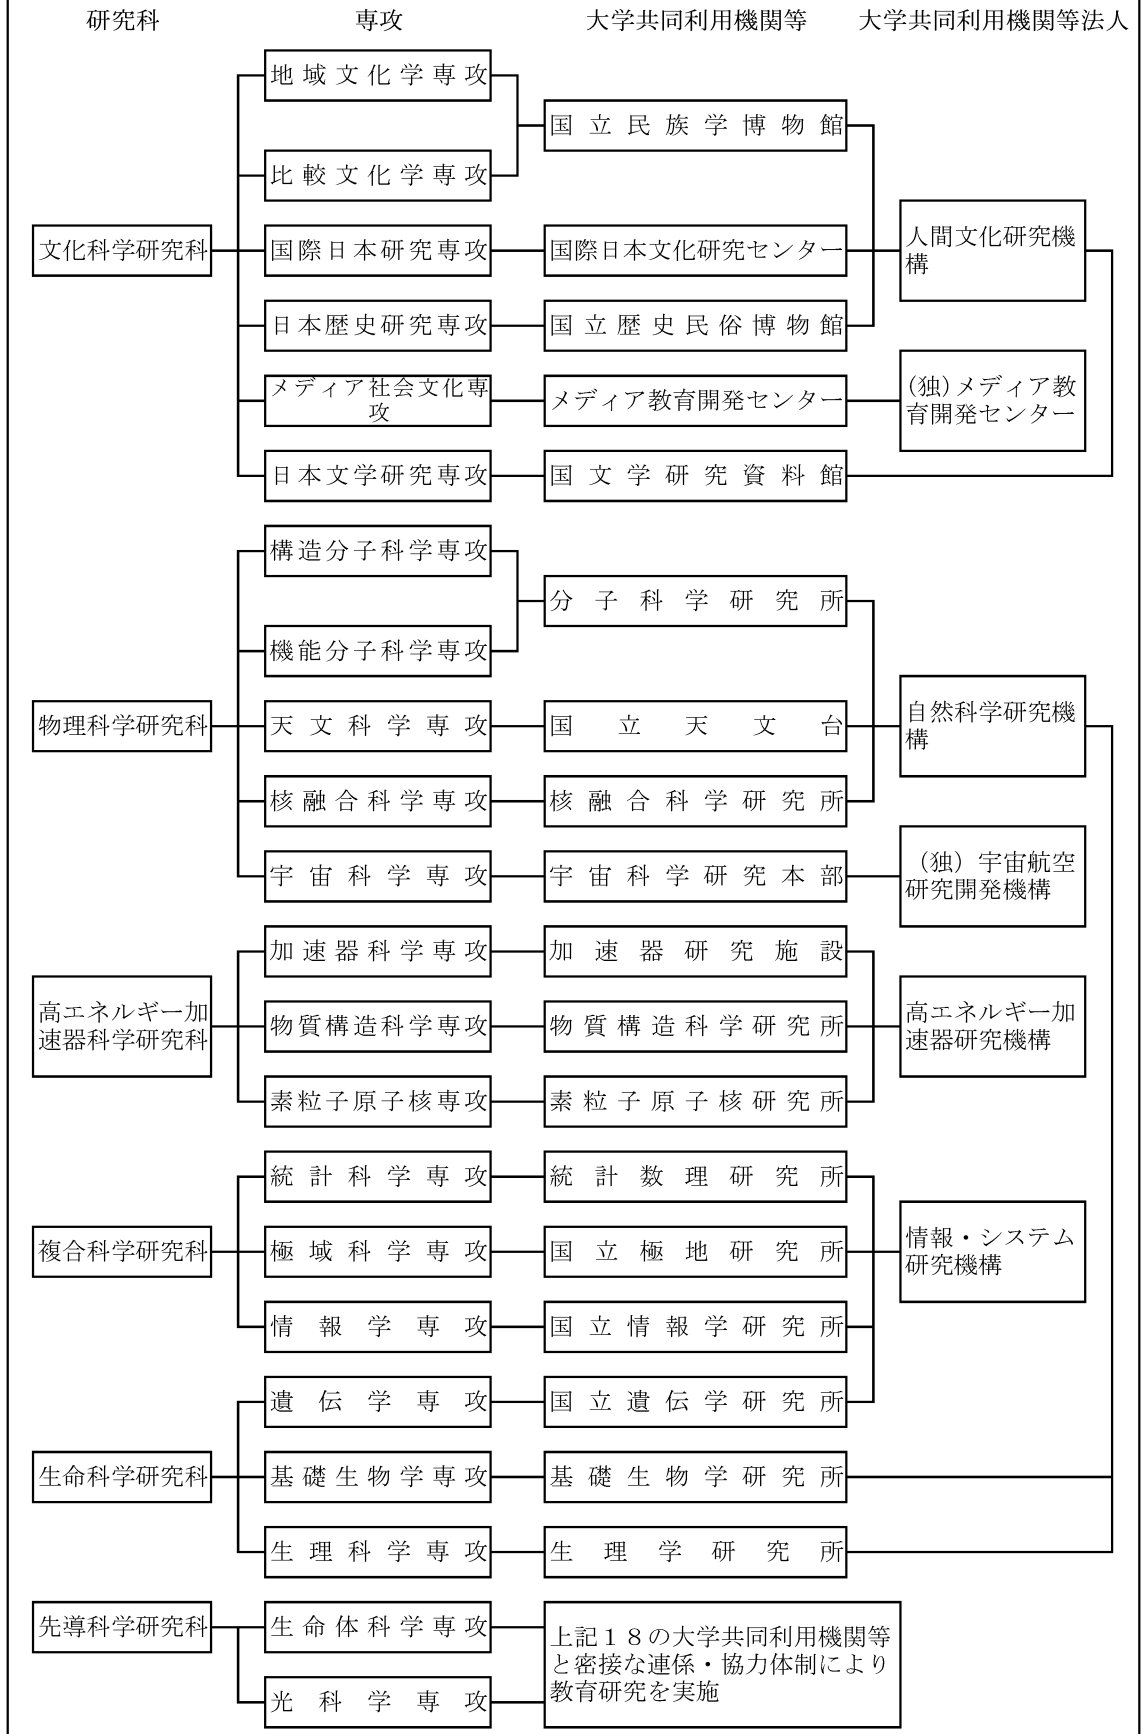 研究科 専攻 大学共同利用機関等 大学共同利用機関等法人
地域文化学専攻
国立民族学博物館
比較文化学専攻
文化科学研究科
国際日本研究専攻
国際日本文化研究センター
人間文化研究機
構
日本歴史研究専攻
国立歴史民俗博物館
メディア社会文化専
攻
メディア教育開発センター
(独)メディア教
育開発センター
日本文学研究専攻
国文学研究資料館
構造分子科学専攻
分子科学研究所
機能分子科学専攻
物理科学研究科
天文科学専攻
国立天文台
自然科学研究機
構
核融合科学専攻
核融合科学研究所
宇宙科学専攻
宇宙科学研究本部
(独)宇宙航空
研究開発機構
加速器科学専攻
加速器研究施設
高エネルギー加
速器科学研究科
物質構造科学専攻
物質構造科学研究所
高エネルギー加
速器研究機構
素粒子原子核専攻
素粒子原子核研究所
統計科学専攻
統計数理研究所
複合科学研究科
極域科学専攻
国立極地研究所
情報・システム
研究機構
情報学専攻
国立情報学研究所
遺伝学専攻
国立遺伝学研究所
生命科学研究科
基礎生物学専攻
基礎生物学研究所
生理科学専攻
生理学研究所
先導科学研究科
生命体科学専攻
上記18の大学共同利用機関等
と密接な連係・協力体制により
教育研究を実施
光科学専攻